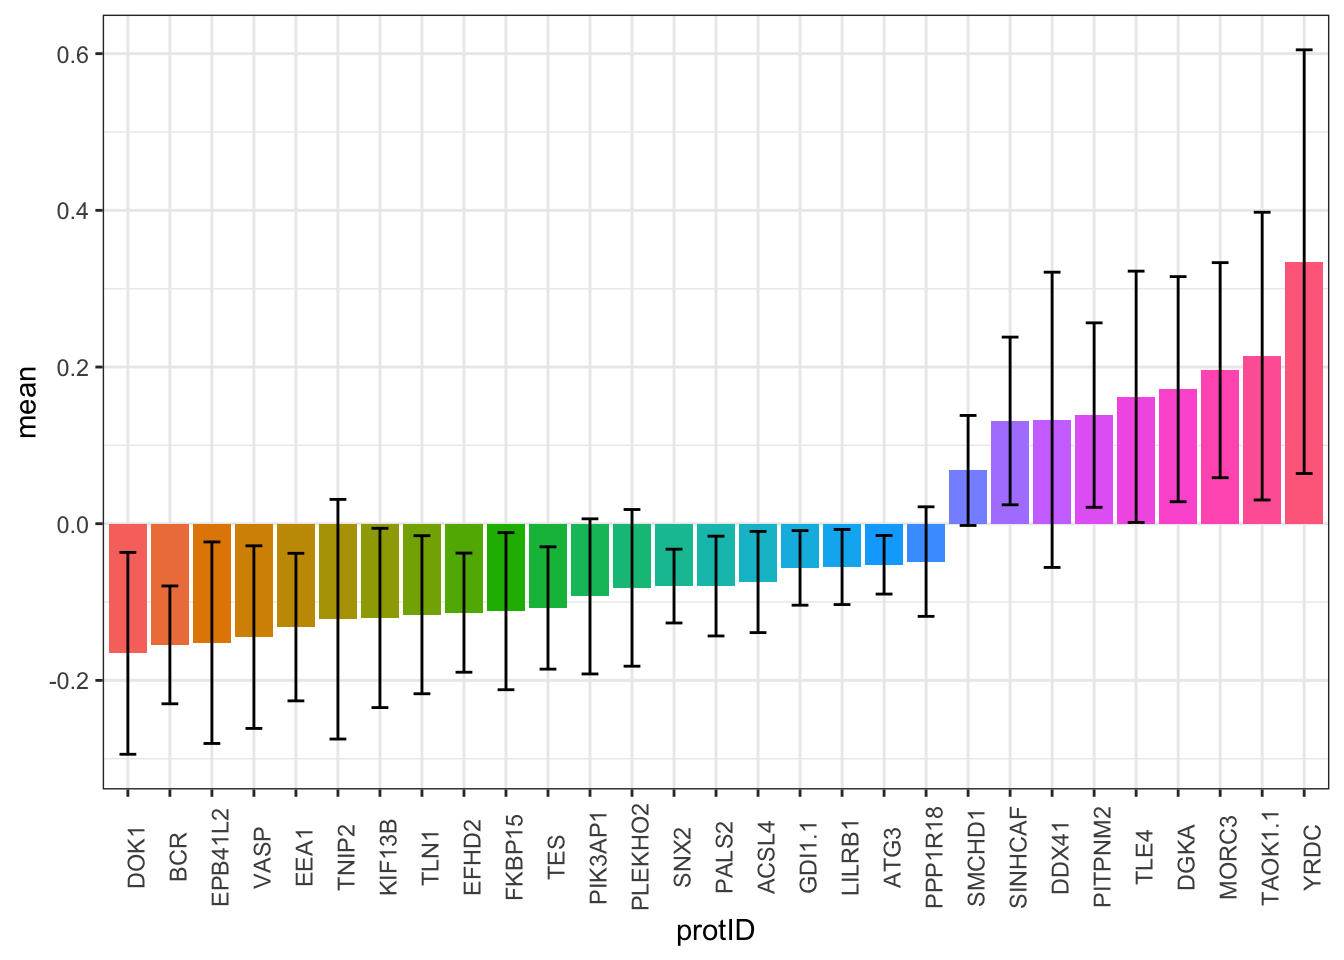 0.6
0.4
0.2
0.0
-0.2
mean
DOK1
BCR
EPB41L2
VASP
EEA1
TNIP2
KIF13B
TLN1
EFHD2
FKBP15
TES
PIK3AP1
PLEKHO2
SNX2
PALS2
ACSL4
GDI1.1
LILRB1
ATG3
PPP1R18
SMCHD1
SINHCAF
DDX41
PITPNM2
TLE4
DGKA
MORC3
TAOK1.1
YRDC
protID